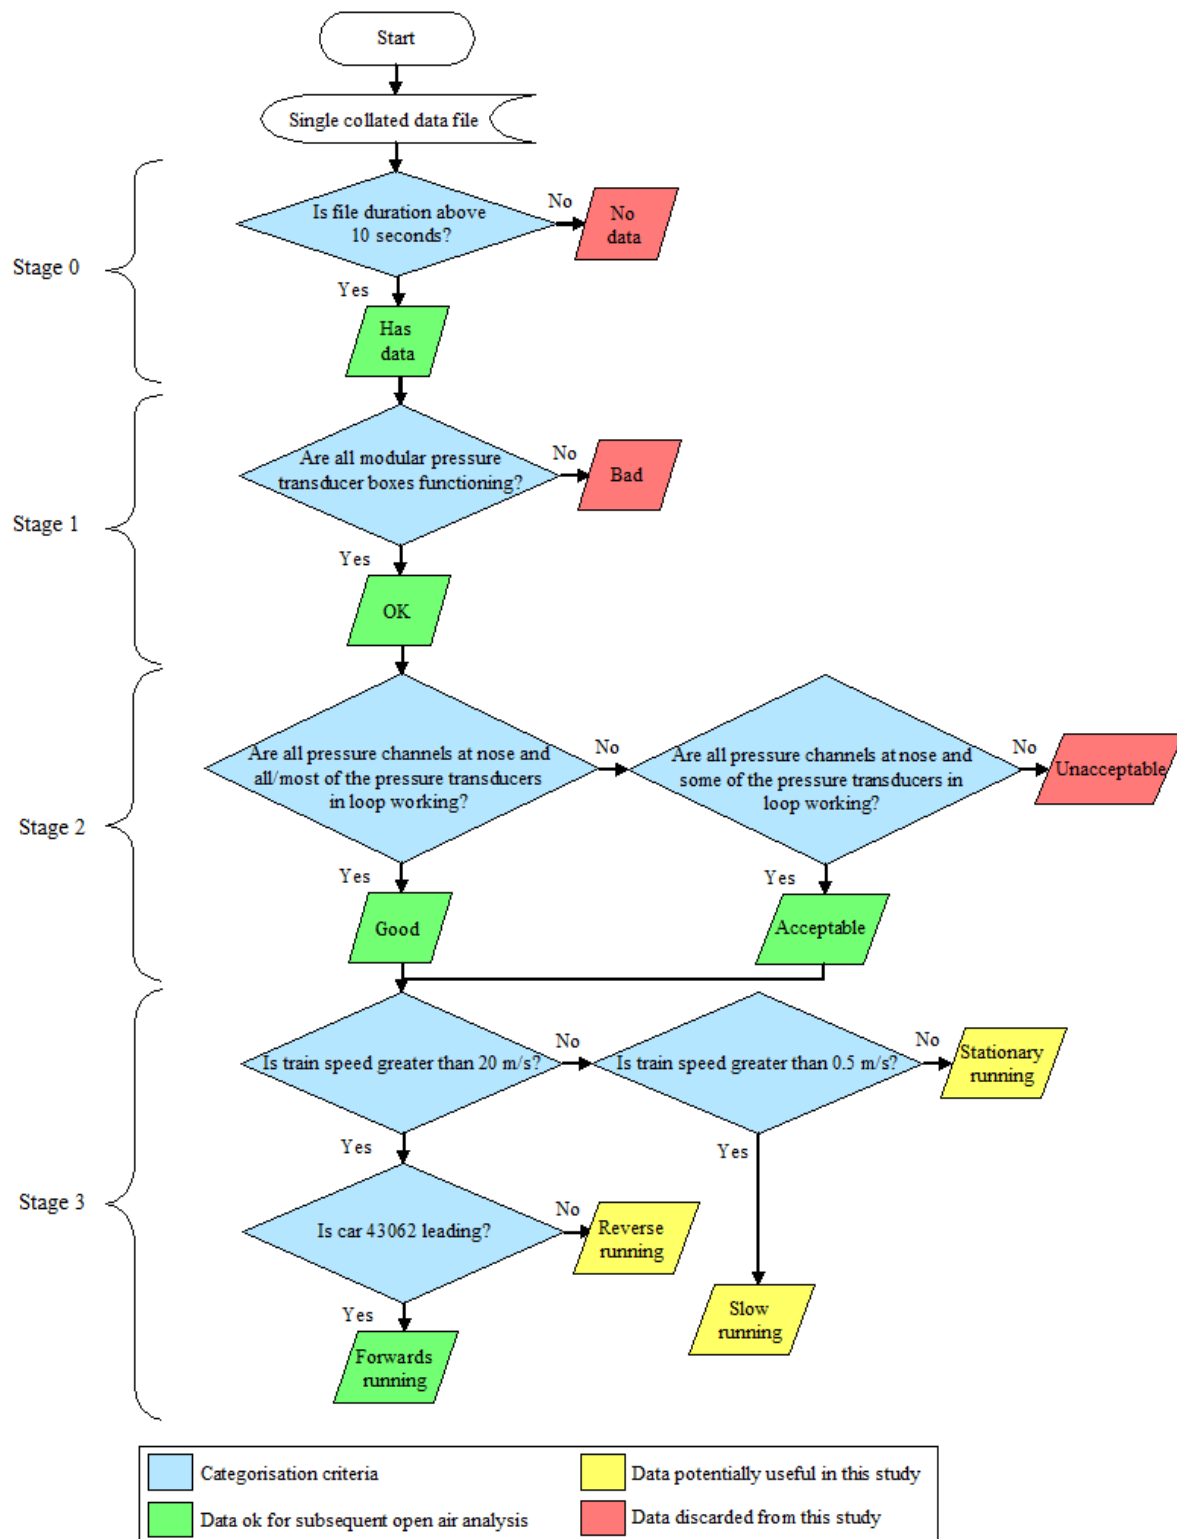 Start
Single collated data file
Stage 0
Is file duration above
10 seconds?
No
No
data
Yes
Has
data
Stage 1
Are all modular pressure
transducer boxes functioning?
No
Bad
Yes
OK
Stage 2
Are all pressure channels at nose and
all/most of the pressure transducers
in loop working?
No
Are all pressure channels at nose and
some of the pressure transducers in
loop working?
No
Unacceptable
Yes
Good
Yes
Acceptable
Stage 3
Is train speed greater than 20 m/s?
No
Is train speed greater than 0.5 m/s?
No
Stationary
running
Yes
Yes
Is car 43062 leading?
No
Reverse
running
Slow
running
Yes
Forwards
running
Categorisation criteria
Data potentially useful in this study
Data ok for subsequent open air analysis
Data discarded from this study